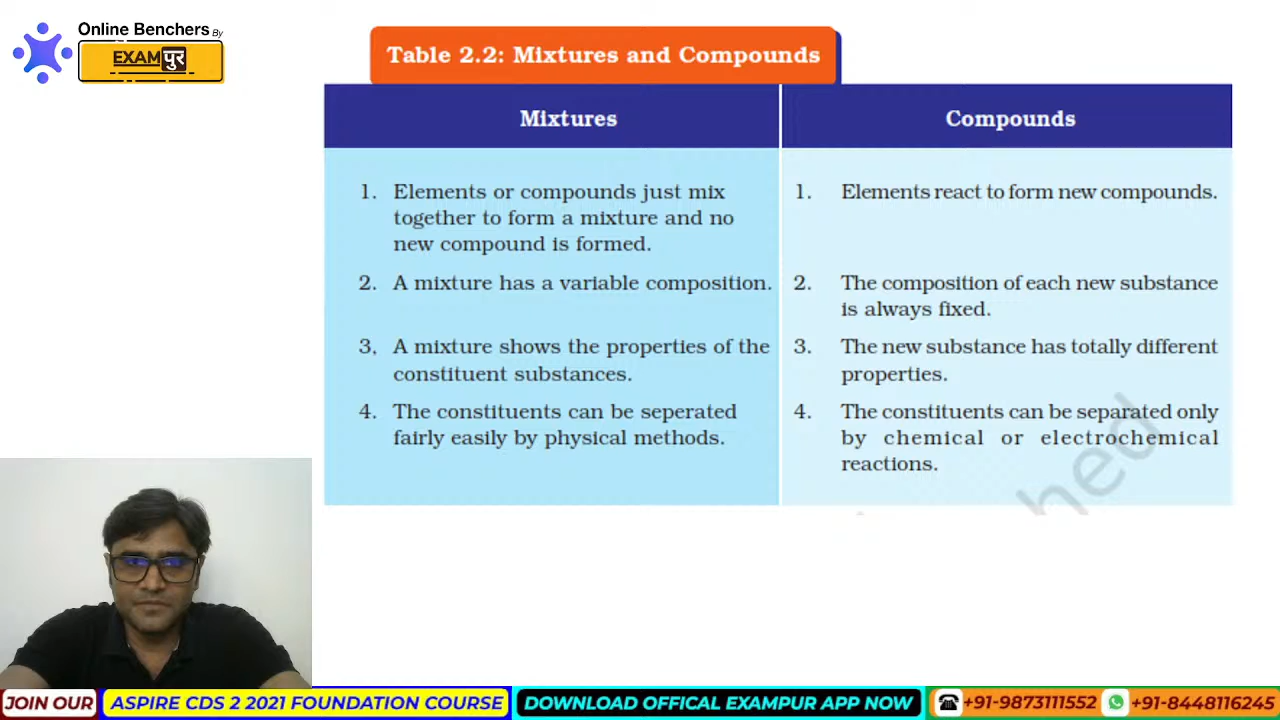 Online Benchers By
EXAMपुर
Table 2.2: Mixtures and Compounds
Mixtures
Compounds
1. Elements or compounds just mix
together to form a mixture and no
new compound is formed.
1. Elements react to form new compounds.
2. A mixture has a variable composition.
2. The composition of each new substance
is always fixed.
3. A mixture shows the properties of the
constituent substances.
3. The new substance has totally different
properties.
4. The constituents can be seperated
fairly easily by physical methods.
4. The constituents can be separated only
by chemical or electrochemical
reactions.
hed
JOIN OUR
ASPIRE CDS 2 2021 FOUNDATION COURSE
DOWNLOAD OFFICAL EXAMPUR APP NOW
+91-9873111552
+91-8448116245